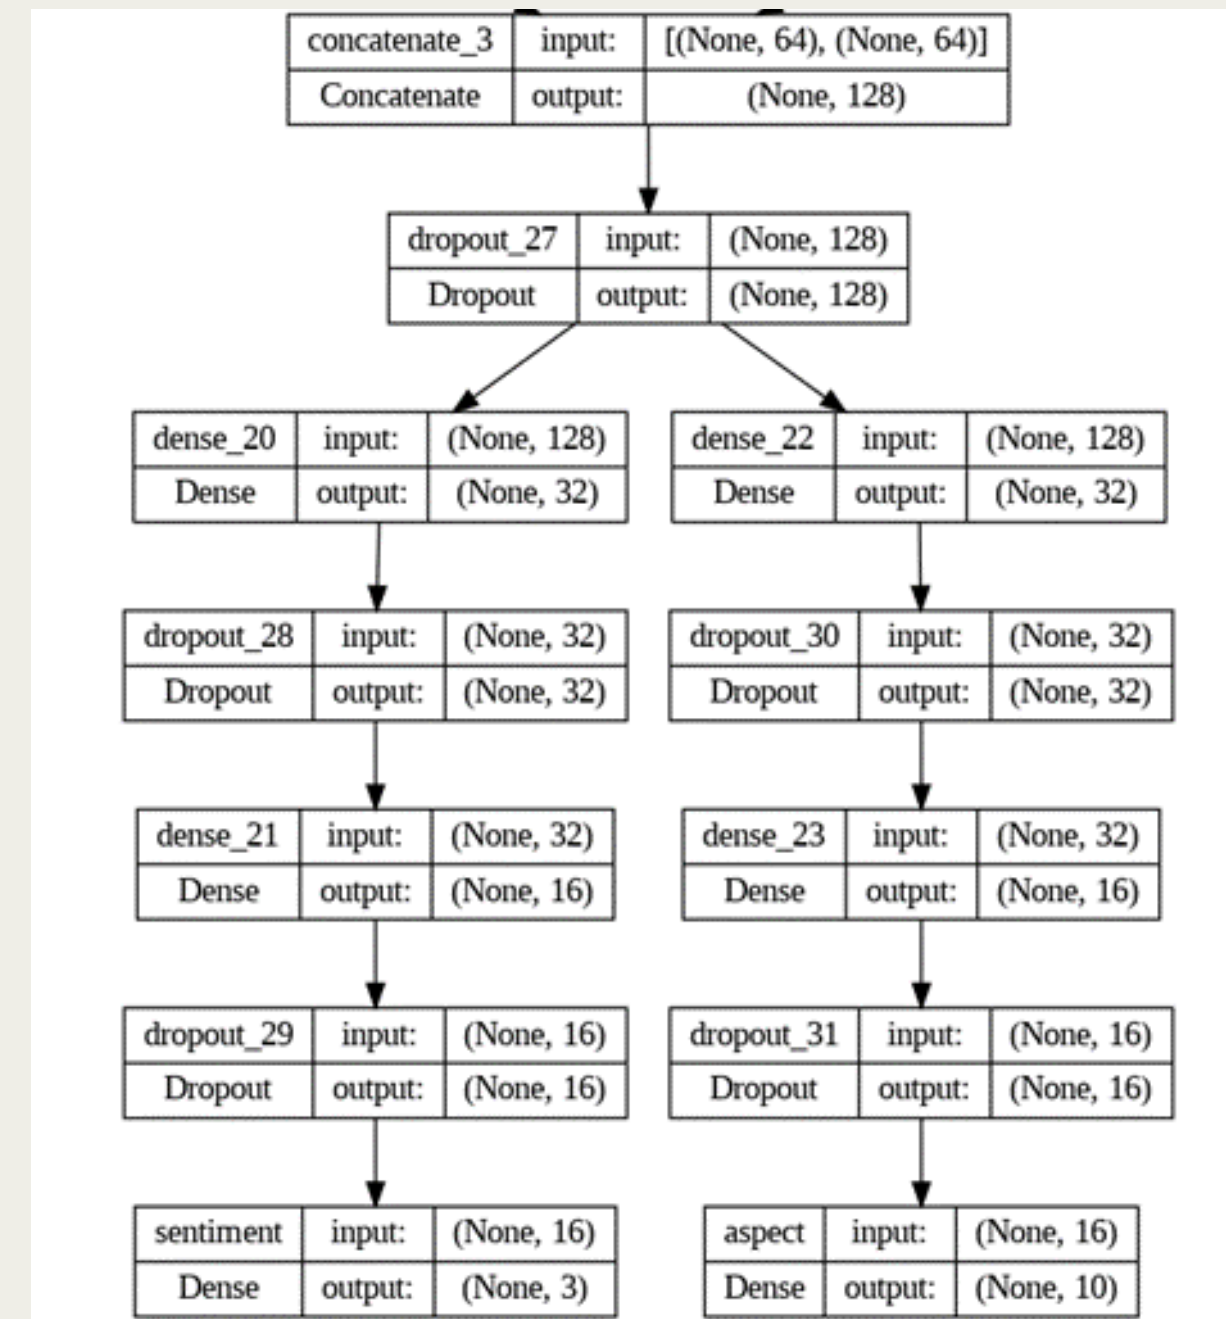 concatenate_3 input: [(None, 64), (None, 64)]
Concatenate output: (None, 128)
dropout_27 input: (None, 128)
Dropout output: (None, 128)
dense_20 input: (None, 128)
Dense output: (None, 32)
dense_22 input: (None, 128)
Dense output: (None, 32)
dropout_28 input: (None, 32)
Dropout output: (None, 32)
dropout_30 input: (None, 32)
Dropout output: (None, 32)
dense_21 input: (None, 32)
Dense output: (None, 16)
dense_23 input: (None, 32)
Dense output: (None, 16)
dropout_29 input: (None, 16)
Dropout output: (None, 16)
dropout_31 input: (None, 16)
Dropout output: (None, 16)
sentiment input: (None, 16)
Dense output: (None, 3)
aspect input: (None, 16)
Dense output: (None, 10)